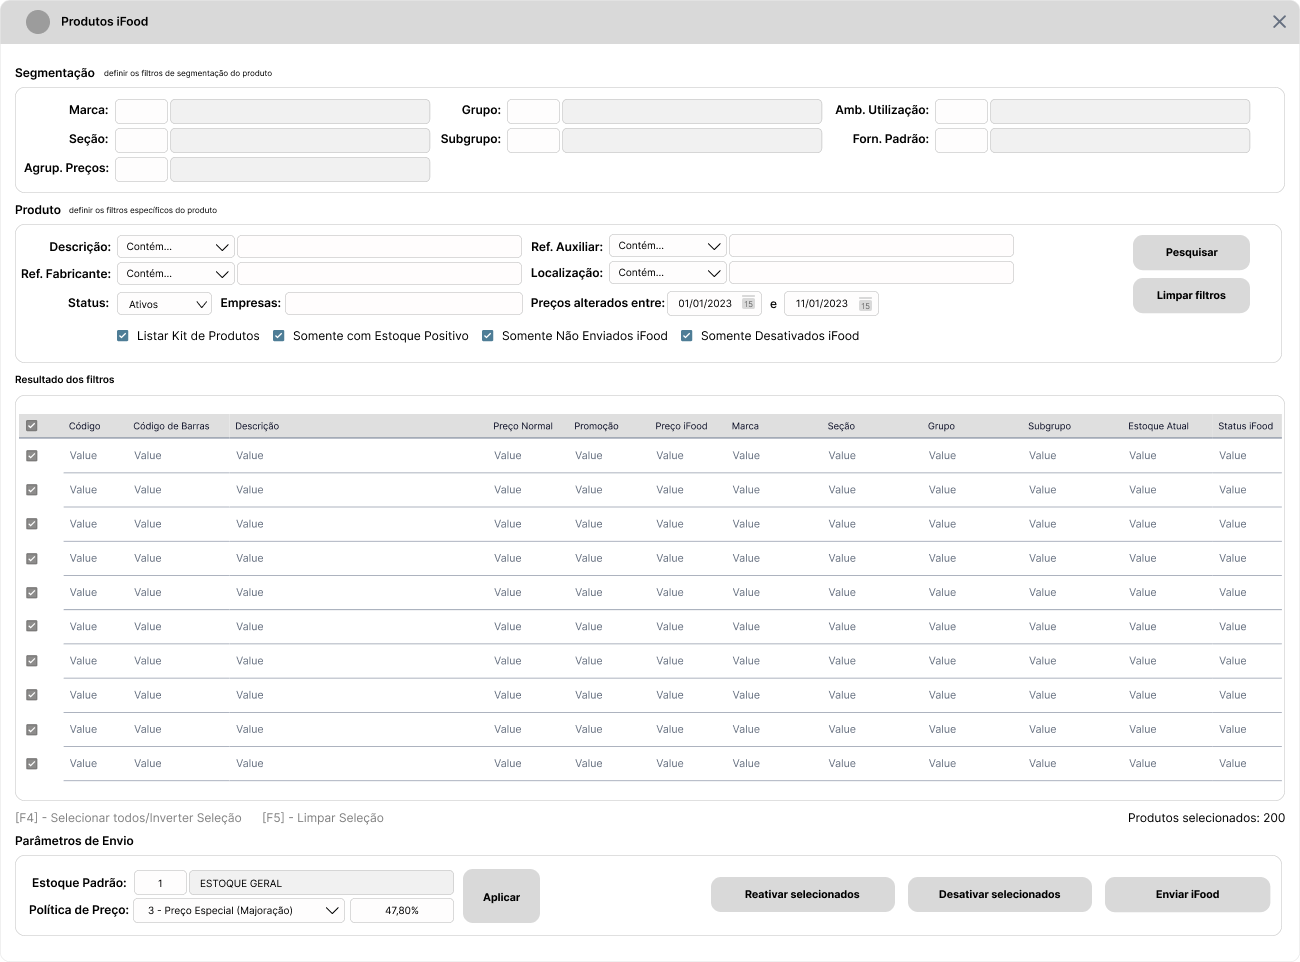 Produtos iFood
Segmentação definir os filtros de segmentação do produto
Marca: Grupo: Amb. Utilização:
Seção: Subgrupo: Forn. Padrão:
Agrup. Preços:
Produto definir os filtros específicos do produto
Descrição: Contém... Ref. Auxiliar: Contém... Pesquisar
Ref. Fabricante: Contém... Localização: Contém...
Limpar filtros
Status: Ativos Empresas: Preços alterados entre: 01/01/2023 15 e 11/01/2023 15
Listar Kit de Produtos Somente com Estoque Positivo Somente Não Enviados iFood Somente Desativados iFood
Resultado dos filtros
Código Código de Barras Descrição Preço Normal Promoção Preço iFood Marca Seção Grupo Subgrupo Estoque Atual Status iFood
Value Value Value Value Value Value Value Value Value Value Value Value
Value Value Value Value Value Value Value Value Value Value Value Value
Value Value Value Value Value Value Value Value Value Value Value Value
Value Value Value Value Value Value Value Value Value Value Value Value
Value Value Value Value Value Value Value Value Value Value Value Value
Value Value Value Value Value Value Value Value Value Value Value Value
Value Value Value Value Value Value Value Value Value Value Value Value
Value Value Value Value Value Value Value Value Value Value Value Value
Value Value Value Value Value Value Value Value Value Value Value Value
Value Value Value Value Value Value Value Value Value Value Value Value
[F4] - Selecionar todos/Inverter Seleção [F5] - Limpar Seleção Produtos selecionados: 200
Parâmetros de Envio
Estoque Padrão: 1 ESTOQUE GERAL
Aplicar Reativar selecionados Desativar selecionados Enviar iFood
Política de Preço: 3 - Preço Especial (Majoração) 47,80%